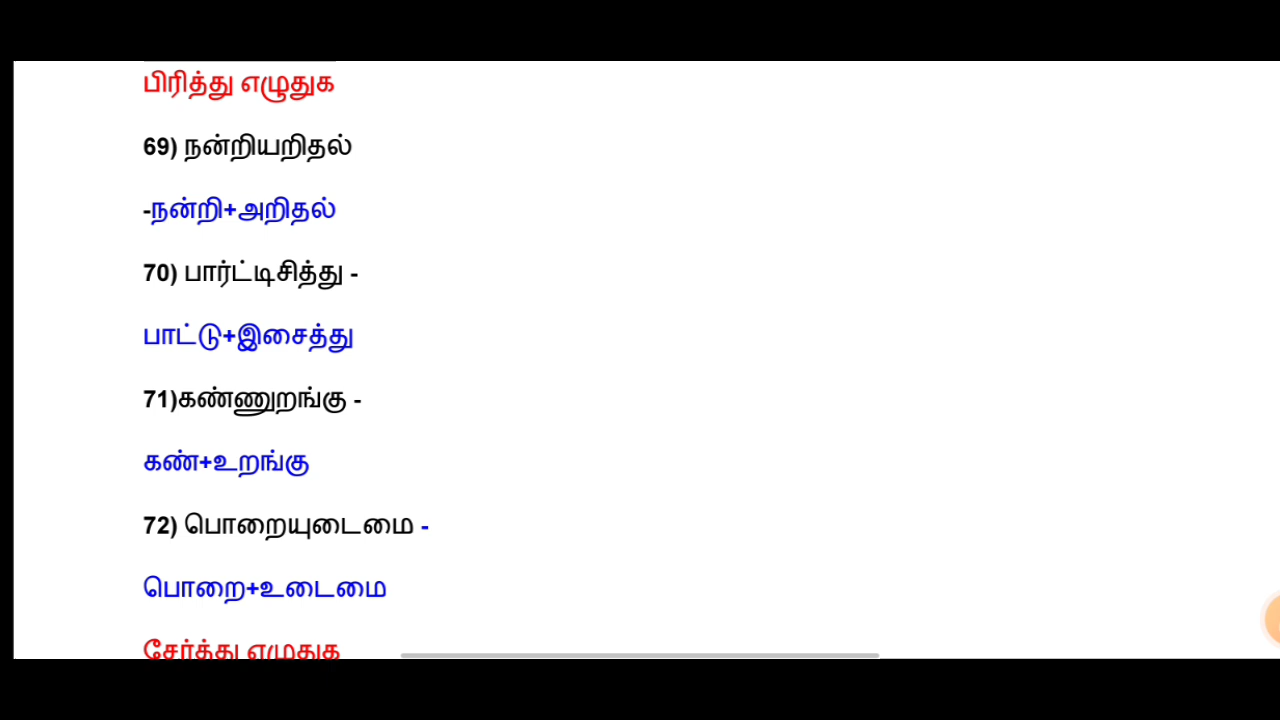 பிரித்து எழுதுக
69) நன்றியறிதல்
-நன்றி+அறிதல்
70) பார்ட்டிசித்து -
பாட்டு+இசைத்து
71)கண்ணுறங்கு -
கண்+உறங்கு
72) பொறையுடைமை -
பொறை+உடைமை
சேர்த்து எழுதுக